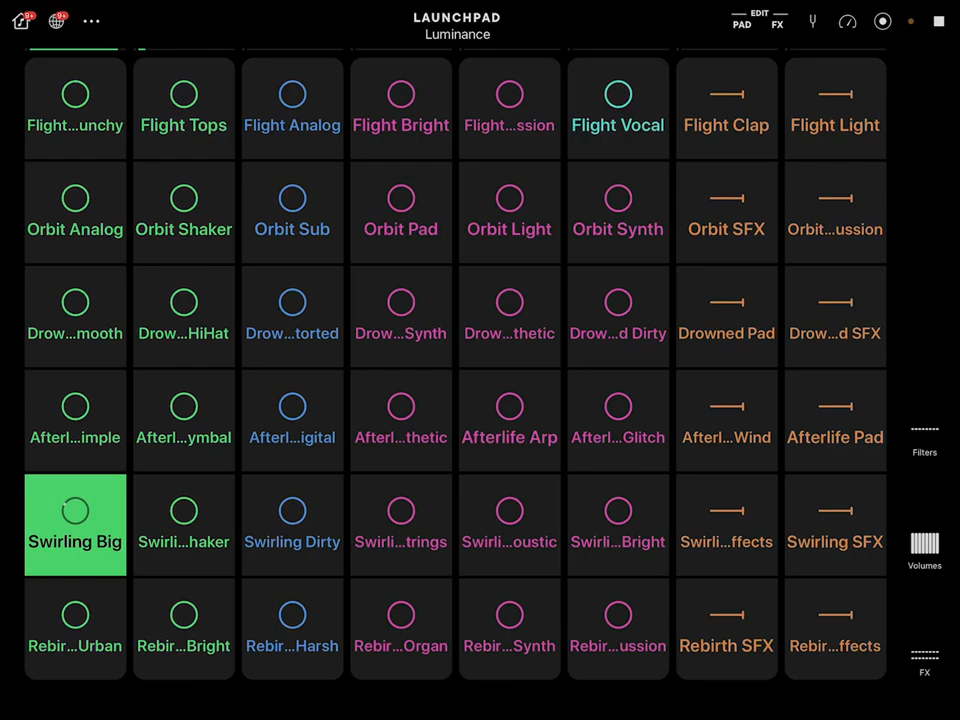 9+
9+
LAUNCHPAD
Luminance
EDIT
PAD
FX
Flight...unchy
Flight Tops
Flight Analog
Flight Bright
Flight...ssion
Flight Vocal
Flight Clap
Flight Light
Orbit Analog
Orbit Shaker
Orbit Sub
Orbit Pad
Orbit Light
Orbit Synth
Orbit SFX
Orbit...ussion
Drow...mooth
Drow...HiHat
Drow...torted
Drow...Synth
Drow...thetic
Drow...d Dirty
Drowned Pad
Drow...d SFX
Afterl...imple
Afterl...ymbal
Afterl...igital
Afterl...thetic
Afterlife Arp
Afterl...Glitch
Afterl...Wind
Afterlife Pad
Filters
Swirling Big
Swirli...haker
Swirling Dirty
Swirli...trings
Swirli...oustic
Swirli...Bright
Swirli...ffects
Swirling SFX
Volumes
Rebir...Urban
Rebir...Bright
Rebir...Harsh
Rebir...Organ
Rebir...Synth
Rebir...ussion
Rebirth SFX
Rebir...ffects
FX